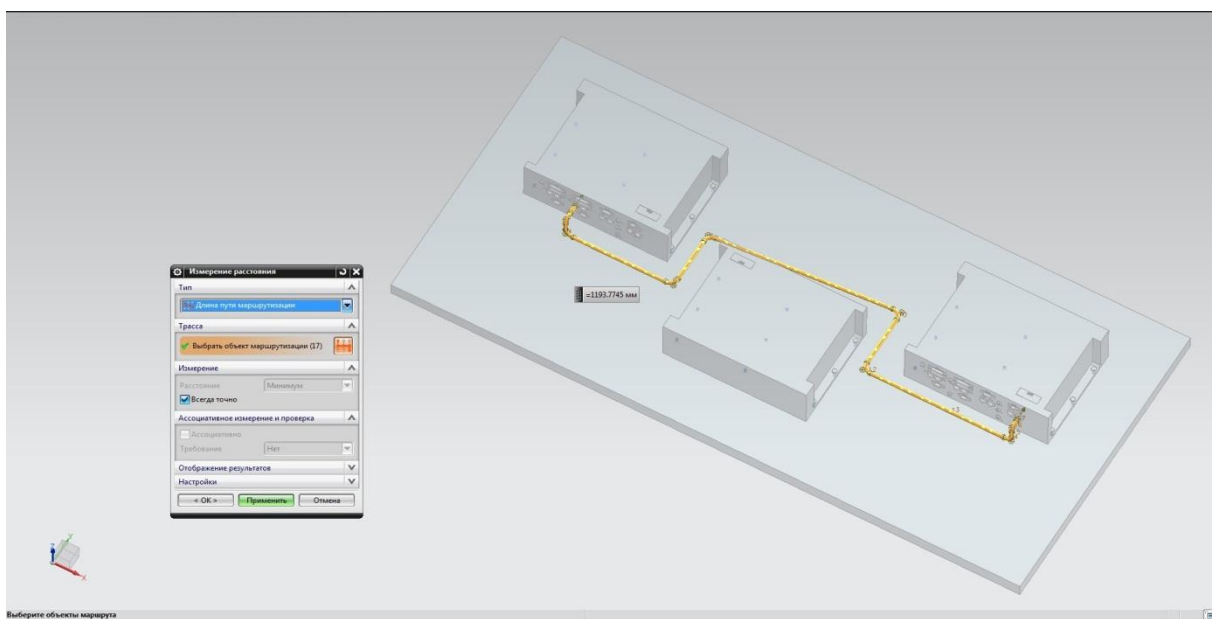 Измерение расстояния
Тип
Длина пути маршрутизации
Трасса
Выбрать объект маршрутизации (17)
Измерение
Расстояние Минимум
Всегда точно
Ассоциативное измерение и проверка
Ассоциативно
Требование Нет
Отображение результатов
Настройки
< ОК > Применить Отмена
=1193.7745 мм
Z Y X
Выберите объекты маршрута